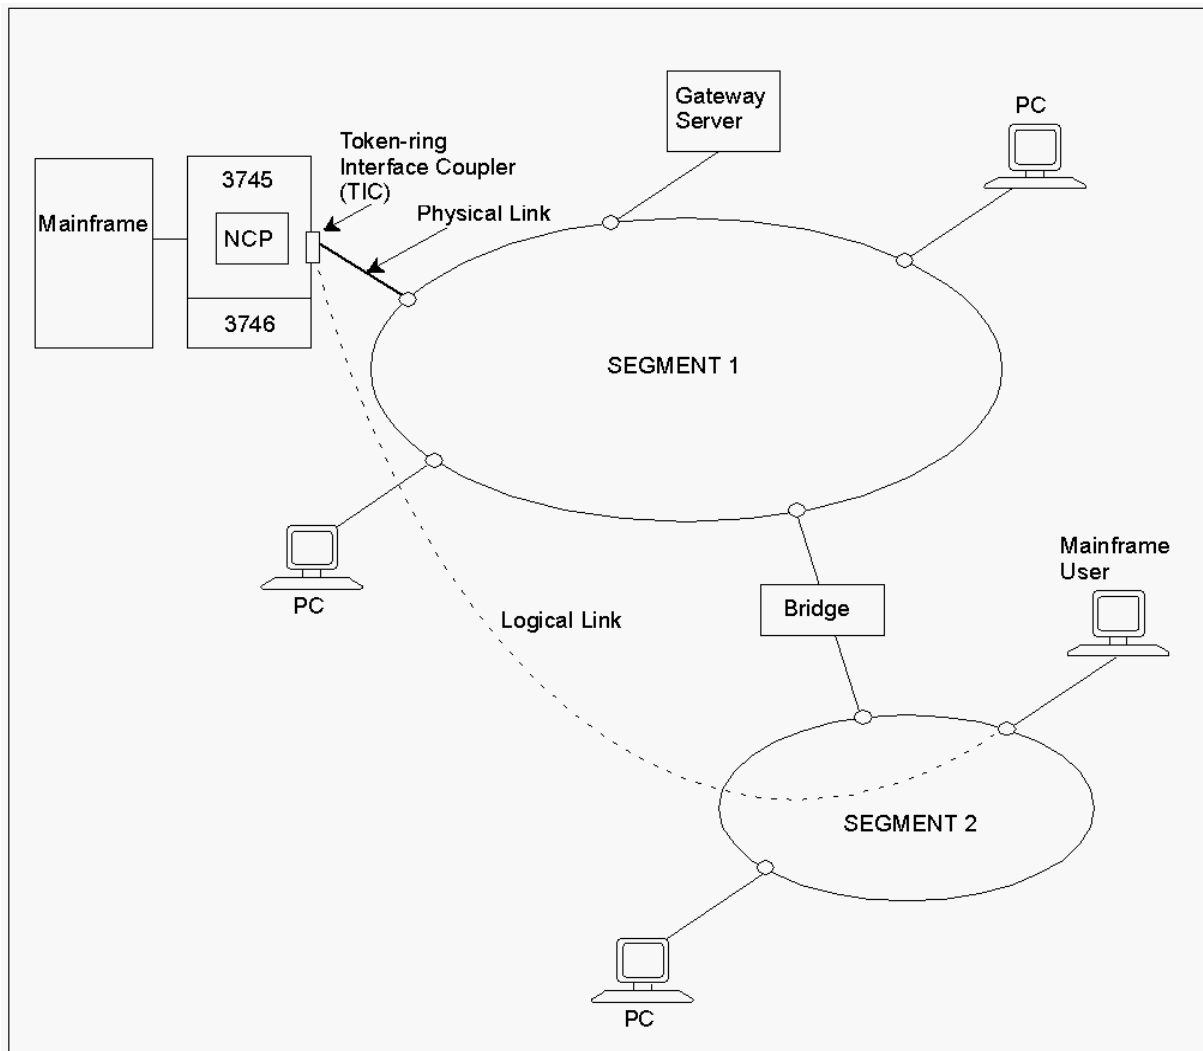 Gateway
Server
PC
Token-ring
Interface Coupler
(TIC)
3745
Physical Link
Mainframe
NCP
3746
SEGMENT 1
Mainframe
User
PC
Bridge
Logical Link
SEGMENT 2
PC